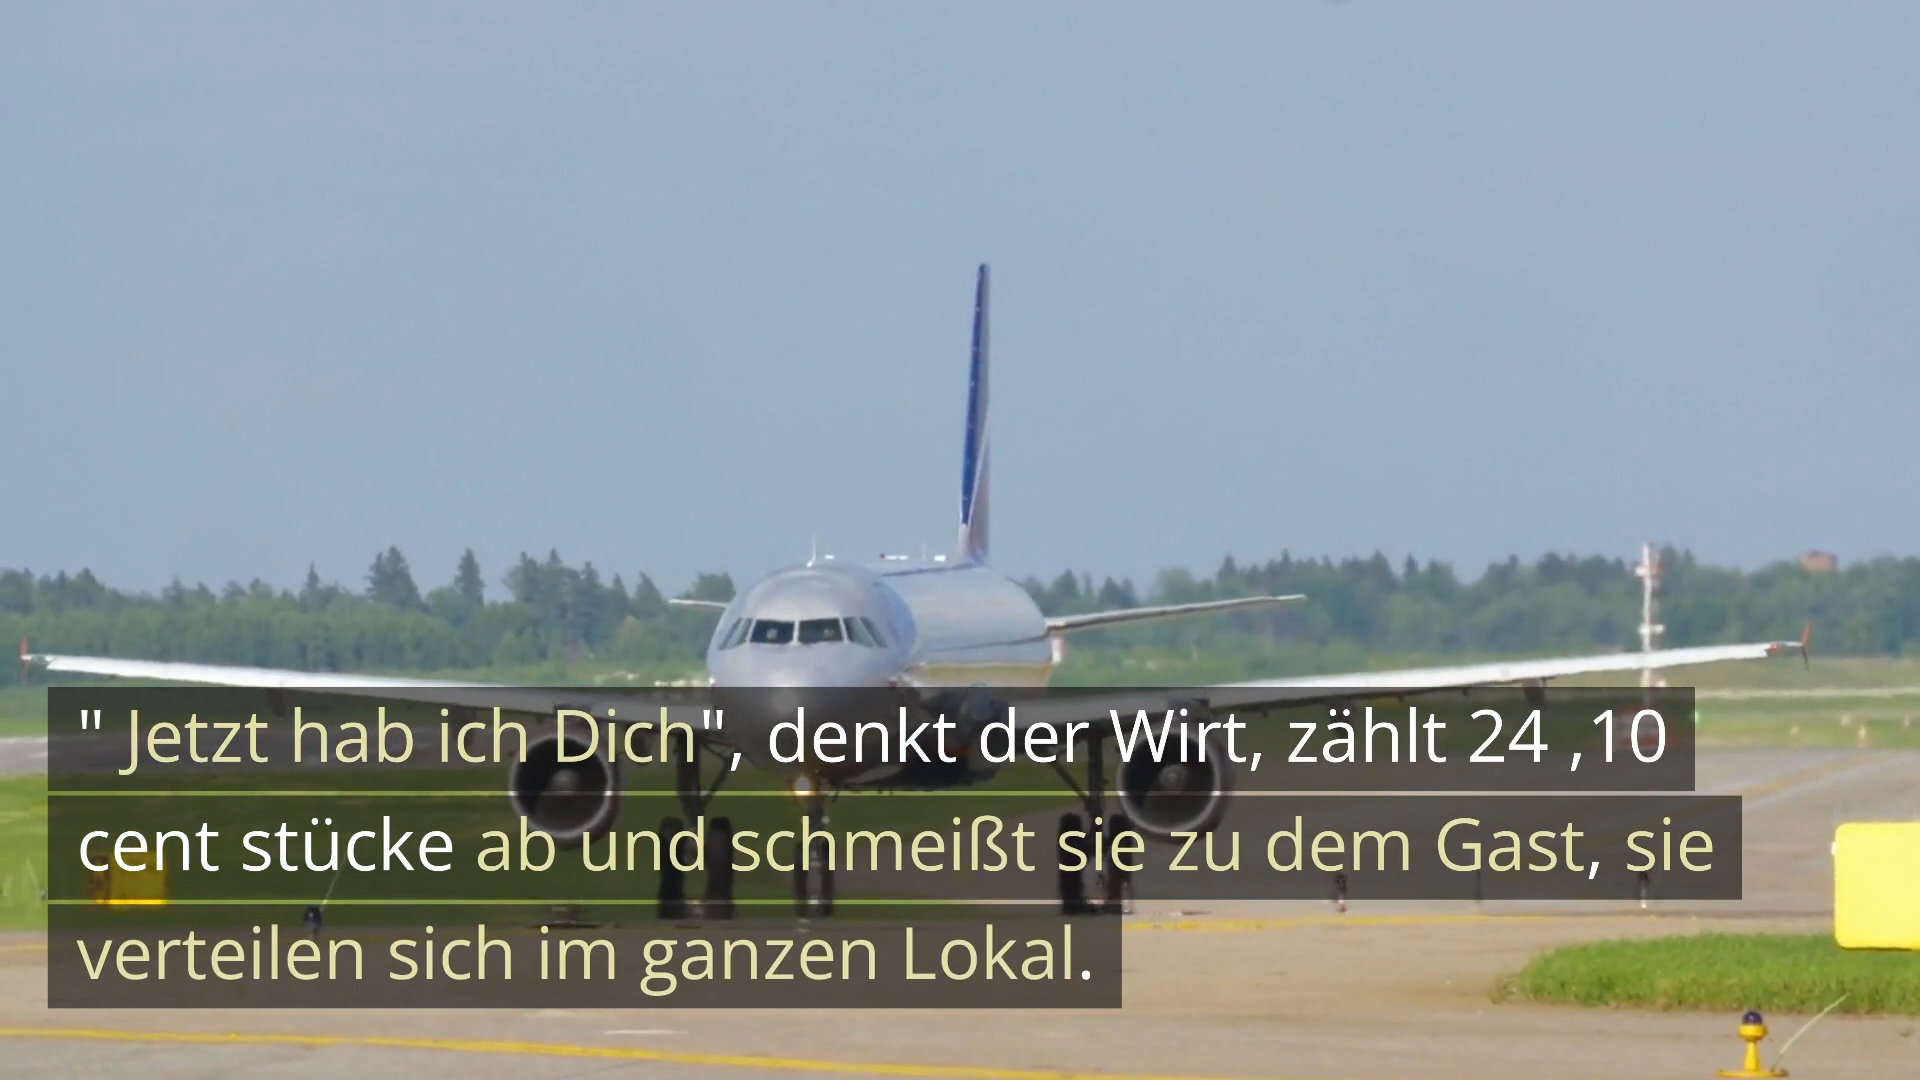 " Jetzt hab ich Dich", denkt der Wirt, zählt 24 ,10
cent stücke ab und schmeißt sie zu dem Gast, sie
verteilen sich im ganzen Lokal.